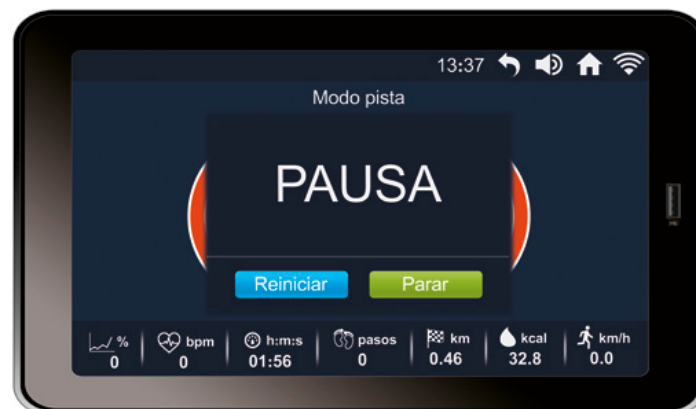 13:37
Modo pista
PAUSA
Reiniciar Parar
% bpm h:m:s pasos km kcal km/h
0 0 01:56 0 0.46 32.8 0.0